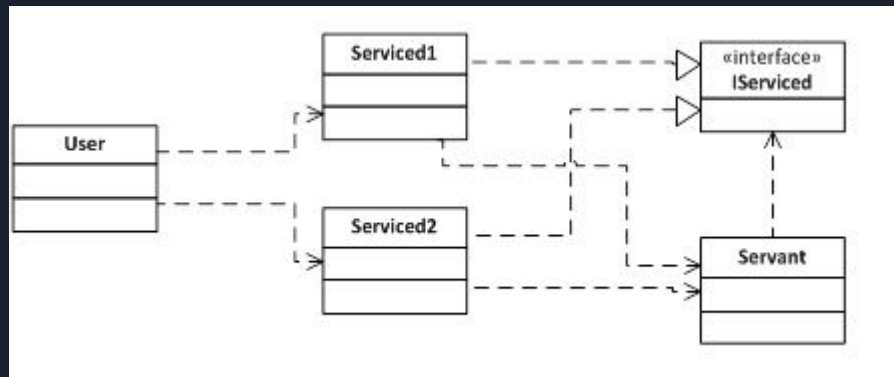 Serviced1
«interface»
IServiced
User
Serviced2
Servant